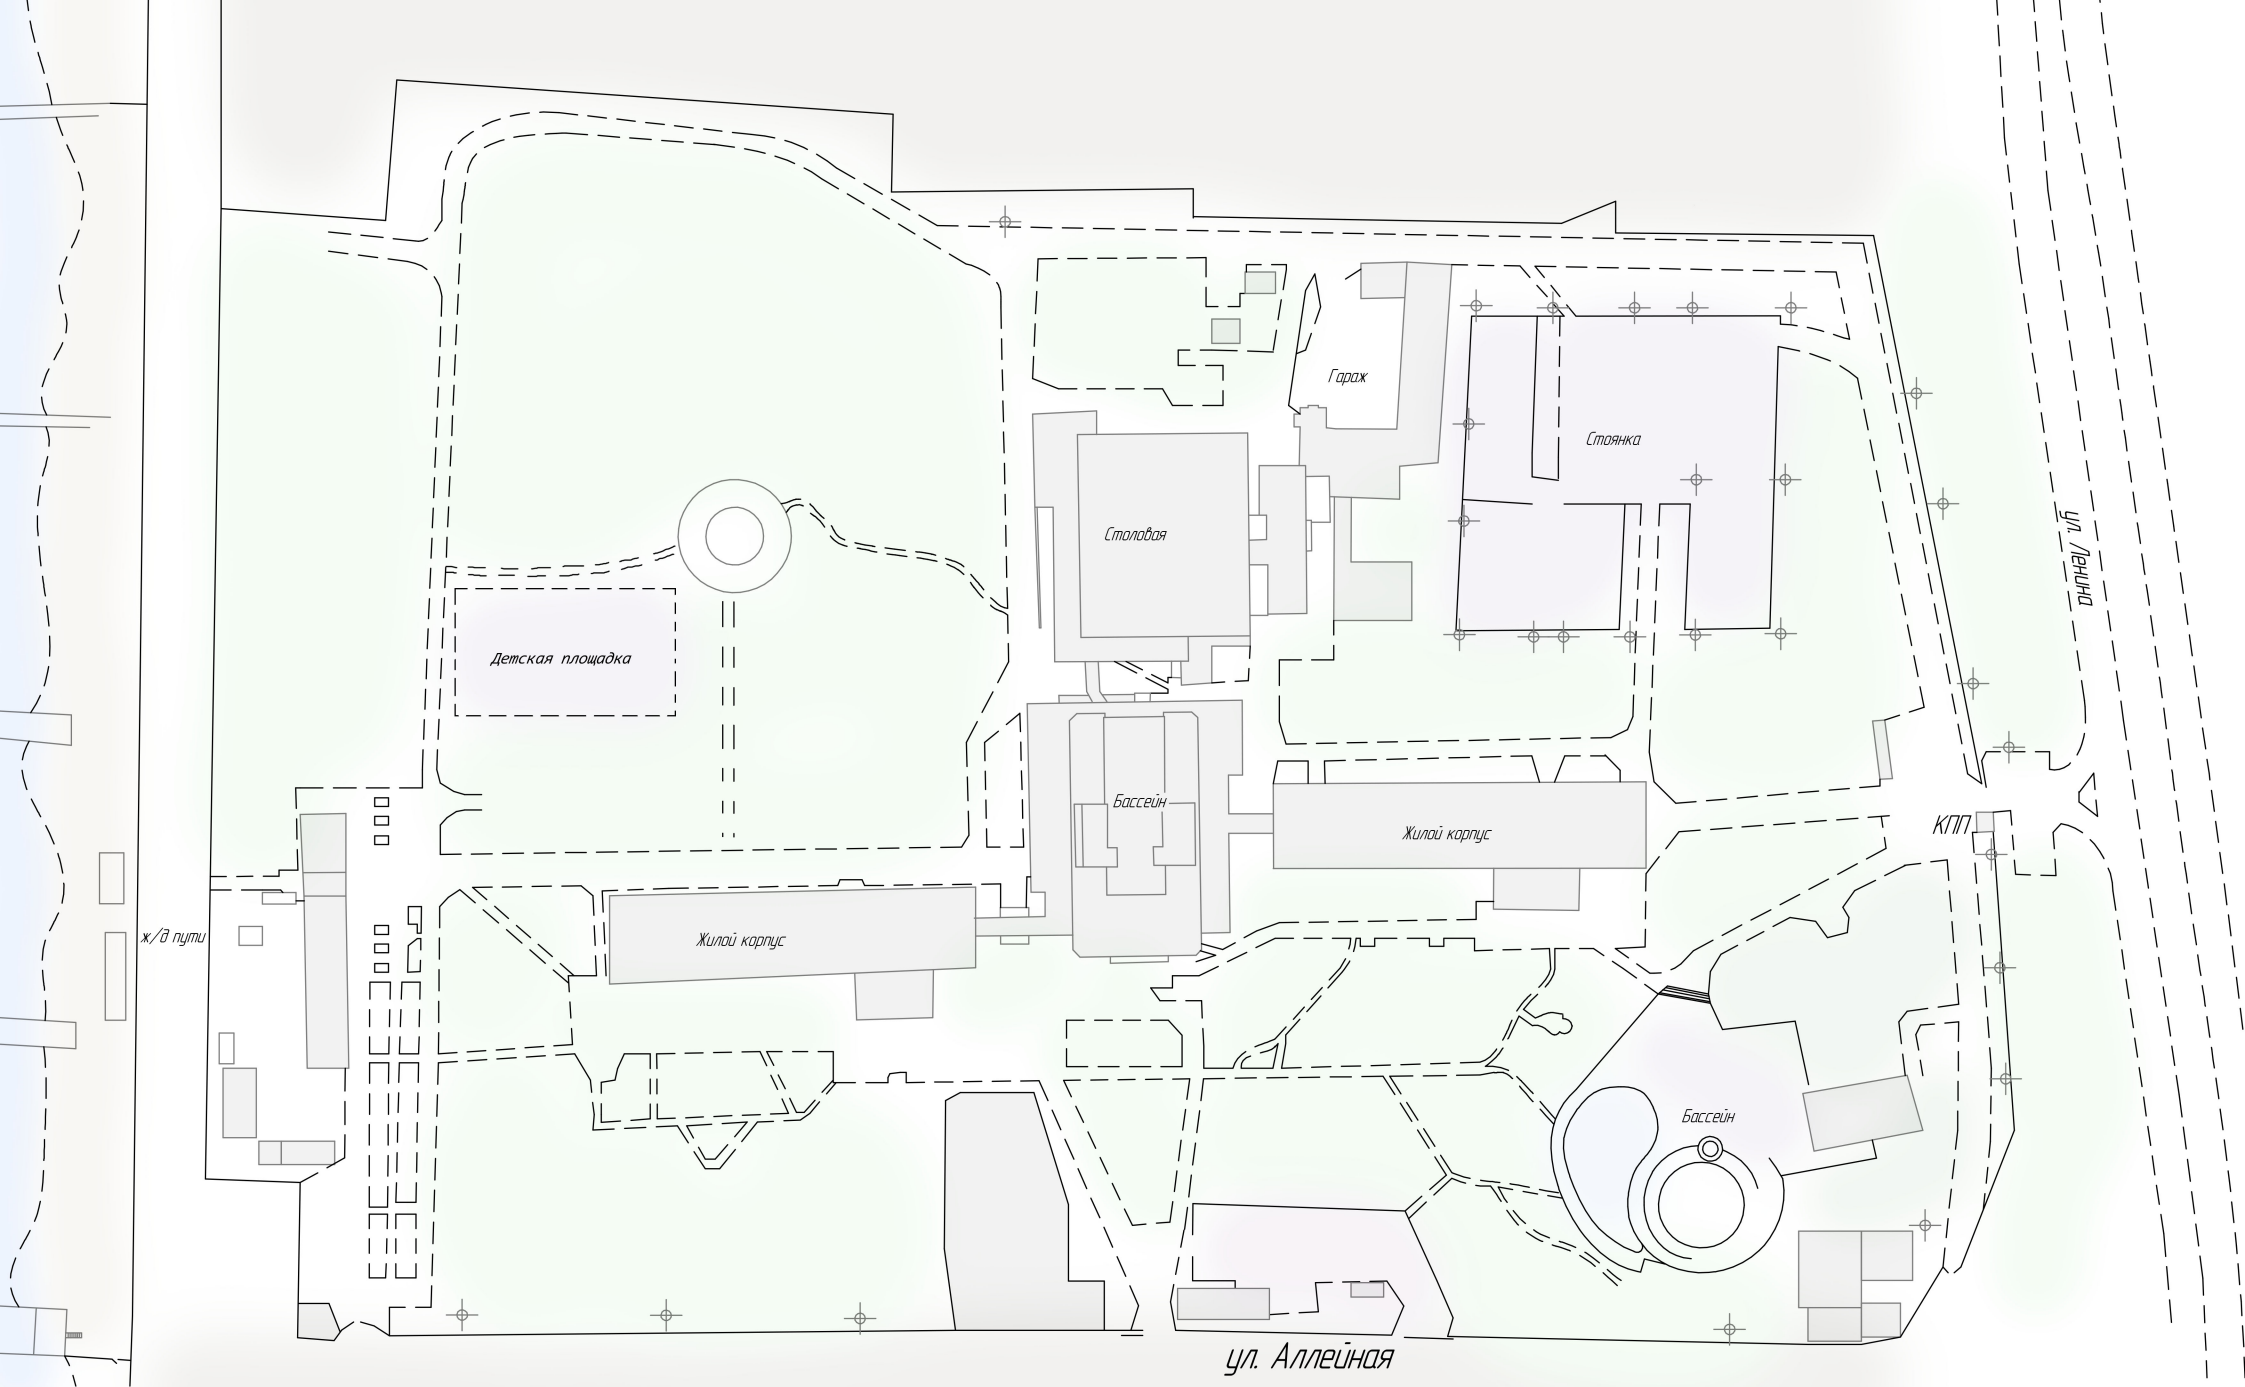 Гараж
Стоянка
Столовая
ул. Ленина
Детская площадка
Бассейн
КПП
Жилой корпус
ж/д пути
Жилой корпус
Бассейн
ул. Аллейная